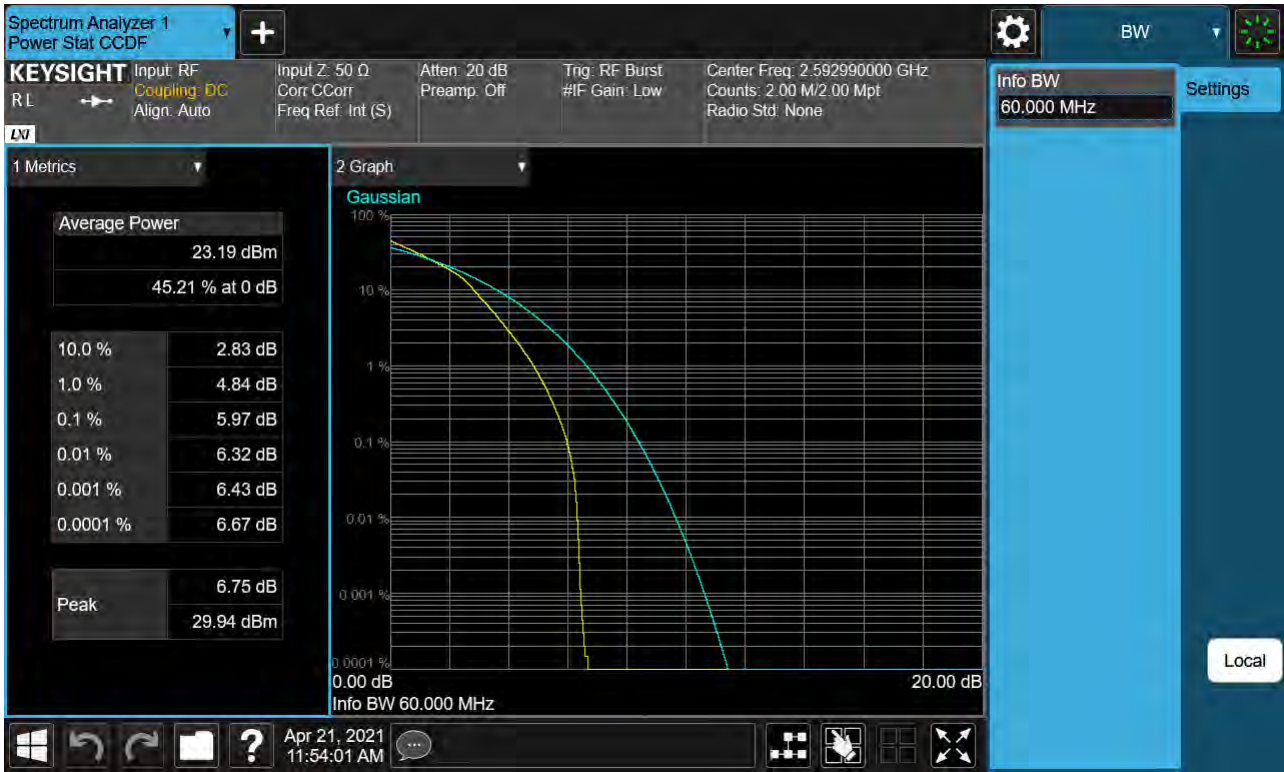 Spectrum Analyzer 1
Power Stat CCDF
BW
KEYSIGHT
R L
LXI
Input: RF
Coupling: DC
Align: Auto
Input Z: 50 Ω
Corr CCorr
Freq Ref: Int (S)
Atten: 20 dB
Preamp: Off
Trig: RF Burst
#IF Gain: Low
Center Freq: 2.592990000 GHz
Counts: 2.00 M/2.00 Mpt
Radio Std: None
Info BW
60.000 MHz
Settings
1 Metrics
Average Power
23.19 dBm
45.21 % at 0 dB
10.0 % 2.83 dB
1.0 % 4.84 dB
0.1 % 5.97 dB
0.01 % 6.32 dB
0.001 % 6.43 dB
0.0001 % 6.67 dB
Peak
6.75 dB
29.94 dBm
2 Graph
Gaussian
100 %
10 %
1 %
0.1 %
0.01 %
0.001 %
0.0001 %
0.00 dB 20.00 dB
Info BW 60.000 MHz
Local
?
Apr 21, 2021
11:54:01 AM